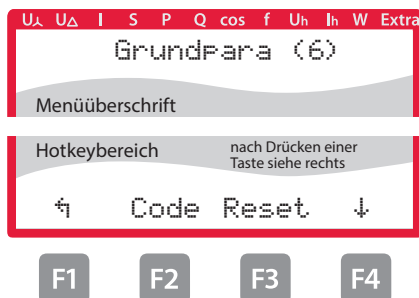 U⅄ U△ I S P Q cos f Uh Ih W Extra
Grundpara (6)
Menüüberschrift
Hotkeybereich
nach Drücken einer
Taste siehe rechts
↰ Code Reset ↓
F1 F2 F3 F4